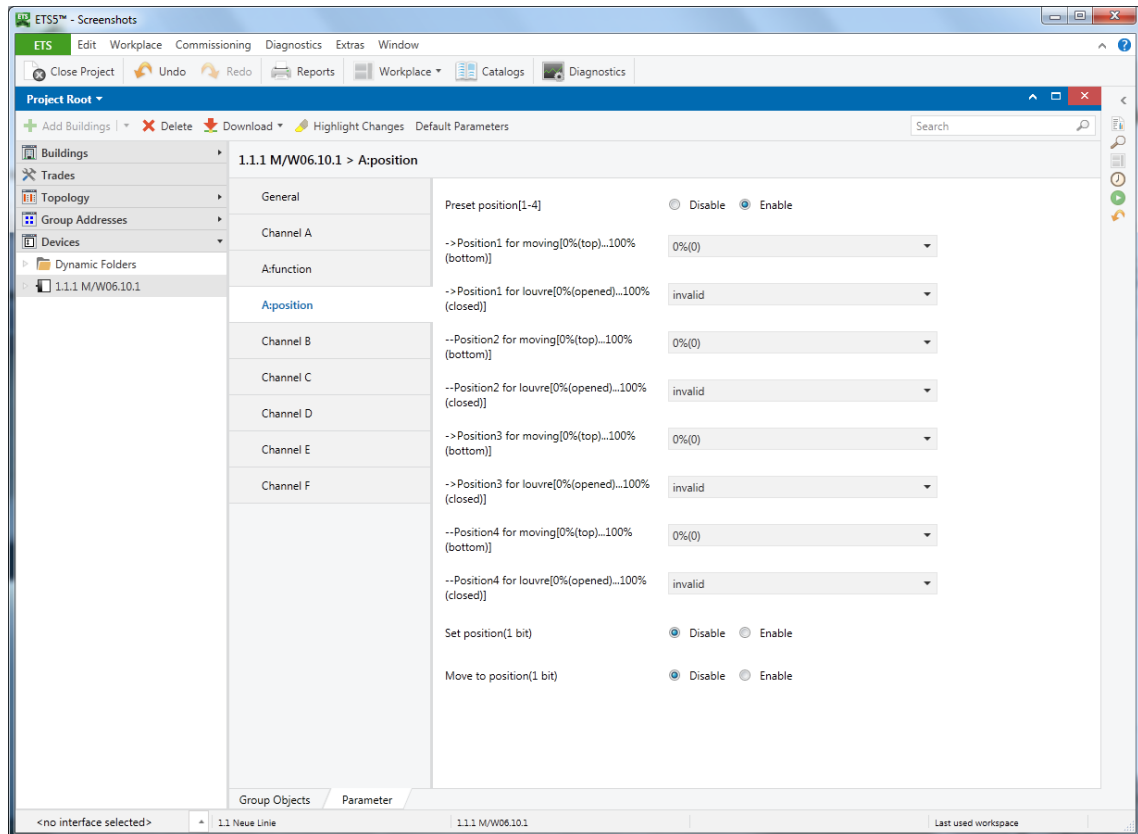 ETS5™ - Screenshots
ETS Edit Workplace Commissioning Diagnostics Extras Window
Close Project Undo Redo Reports Workplace Catalogs Diagnostics
Project Root
Add Buildings Delete Download Highlight Changes Default Parameters Search
Buildings
Trades
Topology
Group Addresses
Devices
Dynamic Folders
1.1.1 M/W06.10.1
1.1.1 M/W06.10.1 > A:position
General
Channel A
A:function
A:position
Channel B
Channel C
Channel D
Channel E
Channel F
Preset position[1-4] Disable Enable
->Position1 for moving[0%(top)...100% 0%(0)
(bottom)]
->Position1 for louvre[0%(opened)...100% invalid
(closed)]
--Position2 for moving[0%(top)...100% 0%(0)
(bottom)]
--Position2 for louvre[0%(opened)...100% invalid
(closed)]
->Position3 for moving[0%(top)...100% 0%(0)
(bottom)]
->Position3 for louvre[0%(opened)...100% invalid
(closed)]
--Position4 for moving[0%(top)...100% 0%(0)
(bottom)]
--Position4 for louvre[0%(opened)...100% invalid
(closed)]
Set position(1 bit) Disable Enable
Move to position(1 bit) Disable Enable
Group Objects Parameter
<no interface selected> 1.1 Neue Linie 1.1.1 M/W06.10.1 Last used workspace